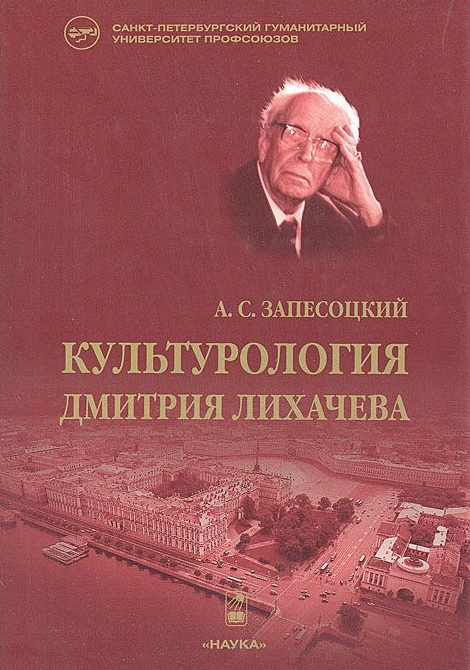 САНКТ-ПЕТЕРБУРГСКИЙ ГУМАНИТАРНЫЙ
УНИВЕРСИТЕТ ПРОФСОЮЗОВ
А. С. ЗАПЕСОЦКИЙ
КУЛЬТУРОЛОГИЯ
ДМИТРИЯ ЛИХАЧЕВА
«НАУКА»